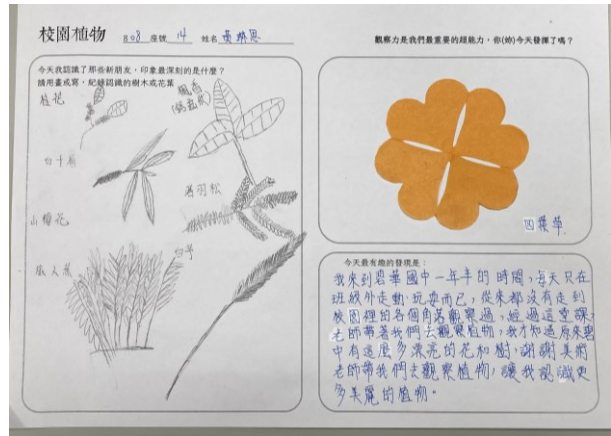 校園植物 208 座號 14 姓名
觀察力是我們最重要的超能力,你(妳)今天發揮了嗎?
今天我認識了那些新朋友,印象最深刻的是什麼?
請用畫或寫,紀錄認識的樹木或花葉
桂花
楓香
白千層
落羽松
山櫻花
白茅
旅人蕉
四葉草
今天最有趣的發現是:
我來到碧華國中一年半的時間,每天只在
班級外走動、玩耍而已,從來都沒有走到
校園裡的各個角落觀察過,經過這堂課,
老師帶著我們去觀察植物,我才知道原來碧
中有這麼多漂亮的花和樹,謝謝美術
老師帶我們去觀察植物,讓我認識更
多美麗的植物。